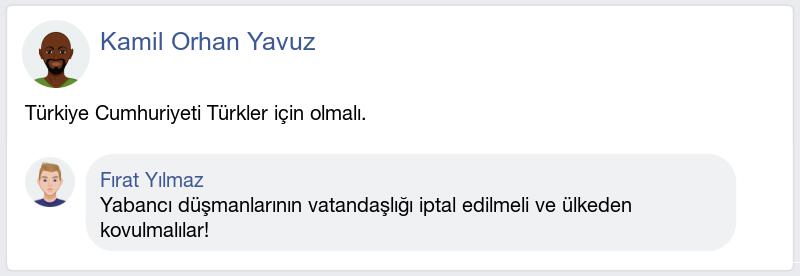 Kamil Orhan Yavuz
Türkiye Cumhuriyeti Türkler için olmalı.
Fırat Yılmaz
Yabancı düşmanlarının vatandaşlığı iptal edilmeli ve ülkeden
kovulmalılar!